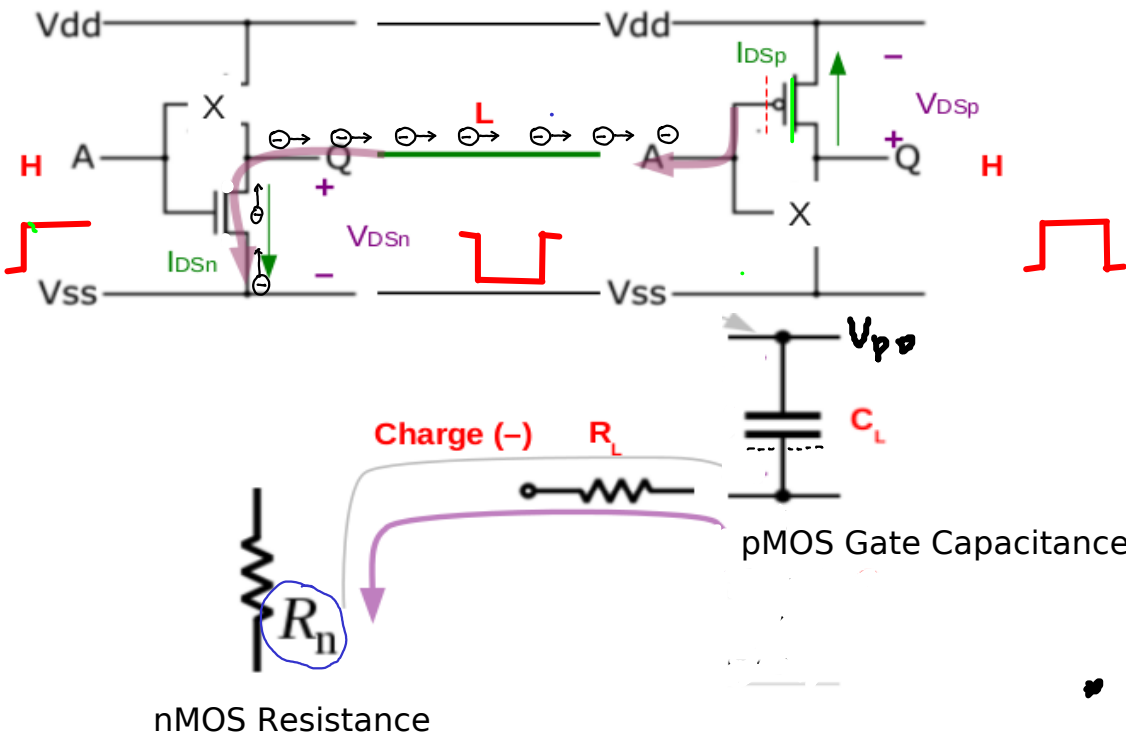 Vdd Vdd
IDSp –
X L VDSp
+
A Q A Q
H H
+ X
VDSn
IDSn
–
Vss Vss
Vpp
Charge (–) RL CL
pMOS Gate Capacitance
Rn
nMOS Resistance